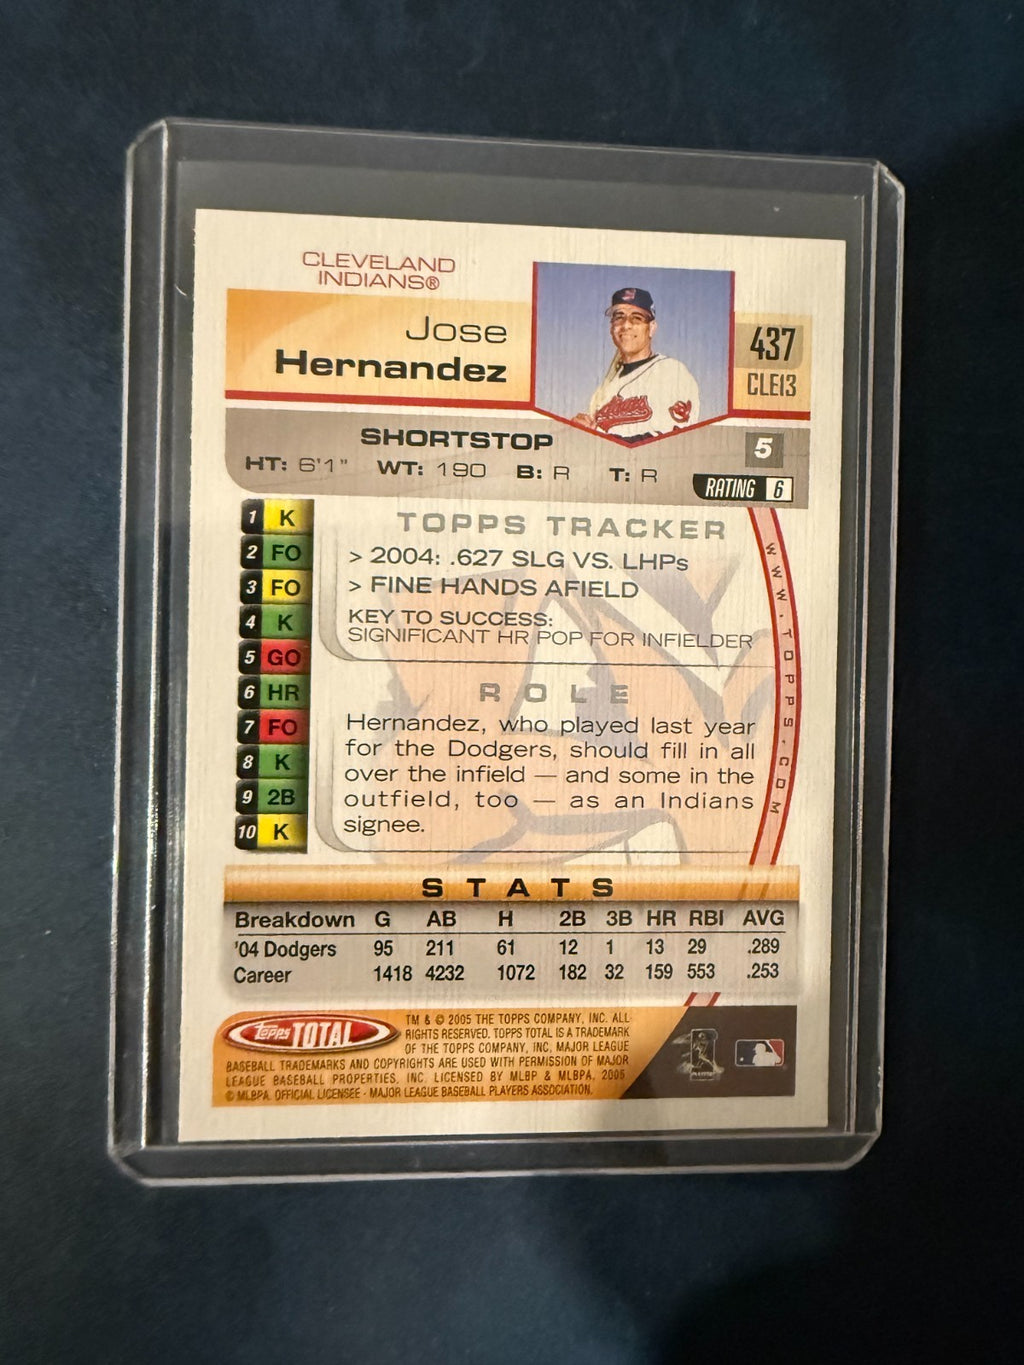 CLEVELAND
INDIANS®
Jose
Hernandez
437
CLE13
SHORTSTOP
5
HT: 6'1" WT: 190 B: R T: R
RATING 6
1 K
2 FO
3 FO
4 K
5 GO
6 HR
7 FO
8 K
9 2B
10 K
TOPPS TRACKER
> 2004: .627 SLG VS. LHPs
> FINE HANDS AFIELD
KEY TO SUCCESS:
SIGNIFICANT HR POP FOR INFIELDER
ROLE
Hernandez, who played last year
for the Dodgers, should fill in all
over the infield — and some in the
outfield, too — as an Indians
signee.
WWW.TOPPS.COM
STATS
Breakdown G AB H 2B 3B HR RBI AVG
'04 Dodgers 95 211 61 12 1 13 29 .289
Career 1418 4232 1072 182 32 159 553 .253
topps TOTAL
TM & © 2005 THE TOPPS COMPANY, INC. ALL
RIGHTS RESERVED. TOPPS TOTAL IS A TRADEMARK
OF THE TOPPS COMPANY, INC. MAJOR LEAGUE
BASEBALL TRADEMARKS AND COPYRIGHTS ARE USED WITH PERMISSION OF MAJOR
LEAGUE BASEBALL PROPERTIES, INC. LICENSED BY MLBP & MLBPA, 2005
© MLBPA. OFFICIAL LICENSEE - MAJOR LEAGUE BASEBALL PLAYERS ASSOCIATION.